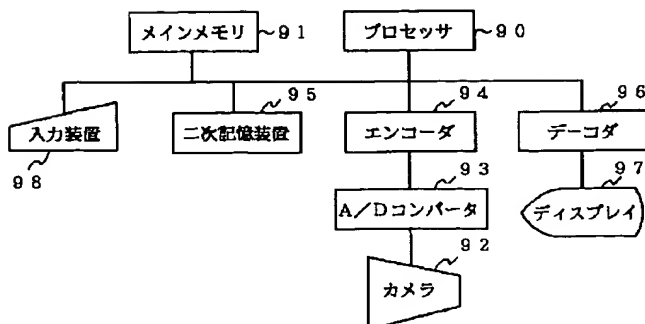 メインメモリ ~91
プロセッサ ~90
入力装置
98
二次記憶装置
95
エンコーダ
94
デーコダ
96
A/Dコンバータ
93
ディスプレイ
97
カメラ
92